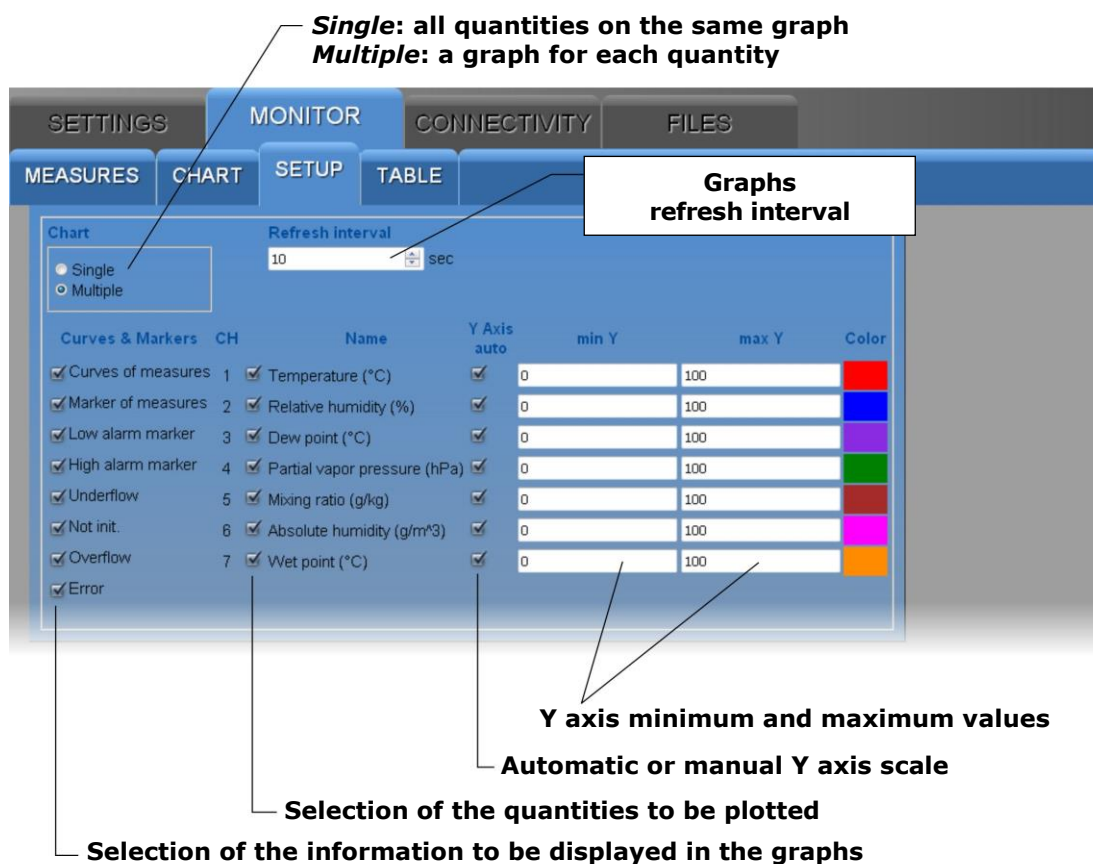 Single: all quantities on the same graph
Multiple: a graph for each quantity
SETTINGS MONITOR CONNECTIVITY FILES
MEASURES CHART SETUP TABLE
Graphs
refresh interval
Chart Refresh interval
10 sec
Single
Multiple
Curves & Markers CH Name Y Axis auto min Y max Y Color
Curves of measures 1 Temperature (°C) 0 100
Marker of measures 2 Relative humidity (%) 0 100
Low alarm marker 3 Dew point (°C) 0 100
High alarm marker 4 Partial vapor pressure (hPa) 0 100
Underflow 5 Mixing ratio (g/kg) 0 100
Not init. 6 Absolute humidity (g/m^3) 0 100
Overflow 7 Wet point (°C) 0 100
Error
Y axis minimum and maximum values
Automatic or manual Y axis scale
Selection of the quantities to be plotted
Selection of the information to be displayed in the graphs